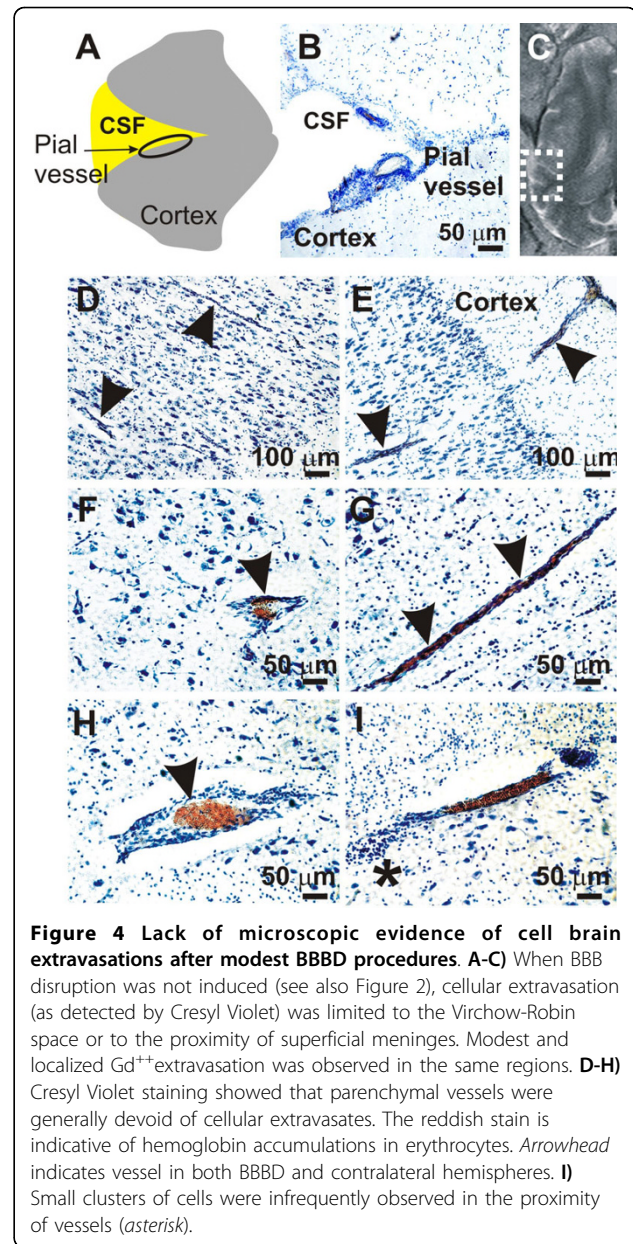 A
CSF
Pial
vessel
Cortex
B
CSF
Pial
vessel
Cortex
50 μm
C
D
100 μm
E
Cortex
100 μm
F
50 μm
G
50 μm
H
50 μm
I
*
50 μm
Figure 4 Lack of microscopic evidence of cell brain
extravasations after modest BBBD procedures. A-C) When BBB
disruption was not induced (see also Figure 2), cellular extravasation
(as detected by Cresyl Violet) was limited to the Virchow-Robin
space or to the proximity of superficial meninges. Modest and
localized Gd++extravasation was observed in the same regions. D-H)
Cresyl Violet staining showed that parenchymal vessels were
generally devoid of cellular extravasates. The reddish stain is
indicative of hemoglobin accumulations in erythrocytes. Arrowhead
indicates vessel in both BBBD and contralateral hemispheres. I)
Small clusters of cells were infrequently observed in the proximity
of vessels (asterisk).